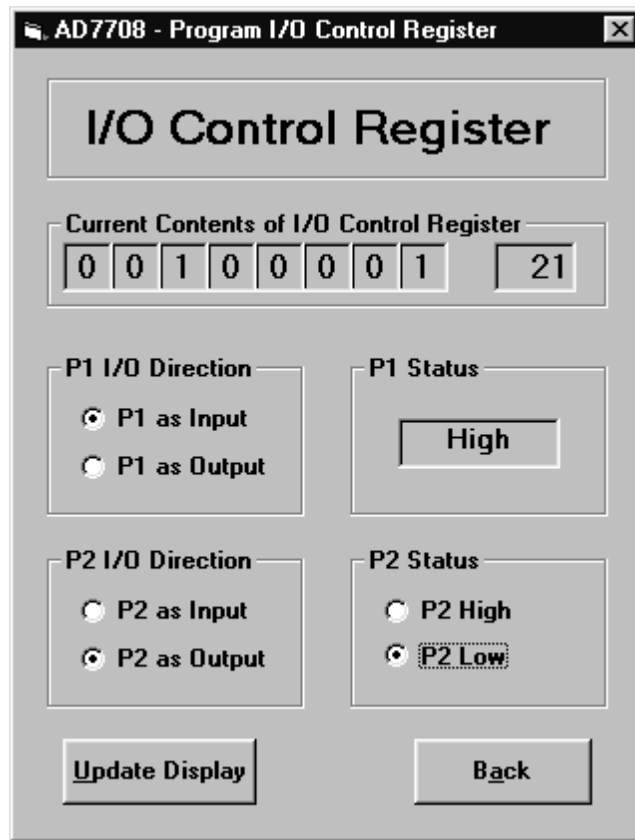 AD7708 - Program I/O Control Register
I/O Control Register
Current Contents of I/O Control Register
0 0 1 0 0 0 0 1 21
P1 I/O Direction
P1 as Input
P1 as Output
P1 Status
High
P2 I/O Direction
P2 as Input
P2 as Output
P2 Status
P2 High
P2 Low
Update Display
Back